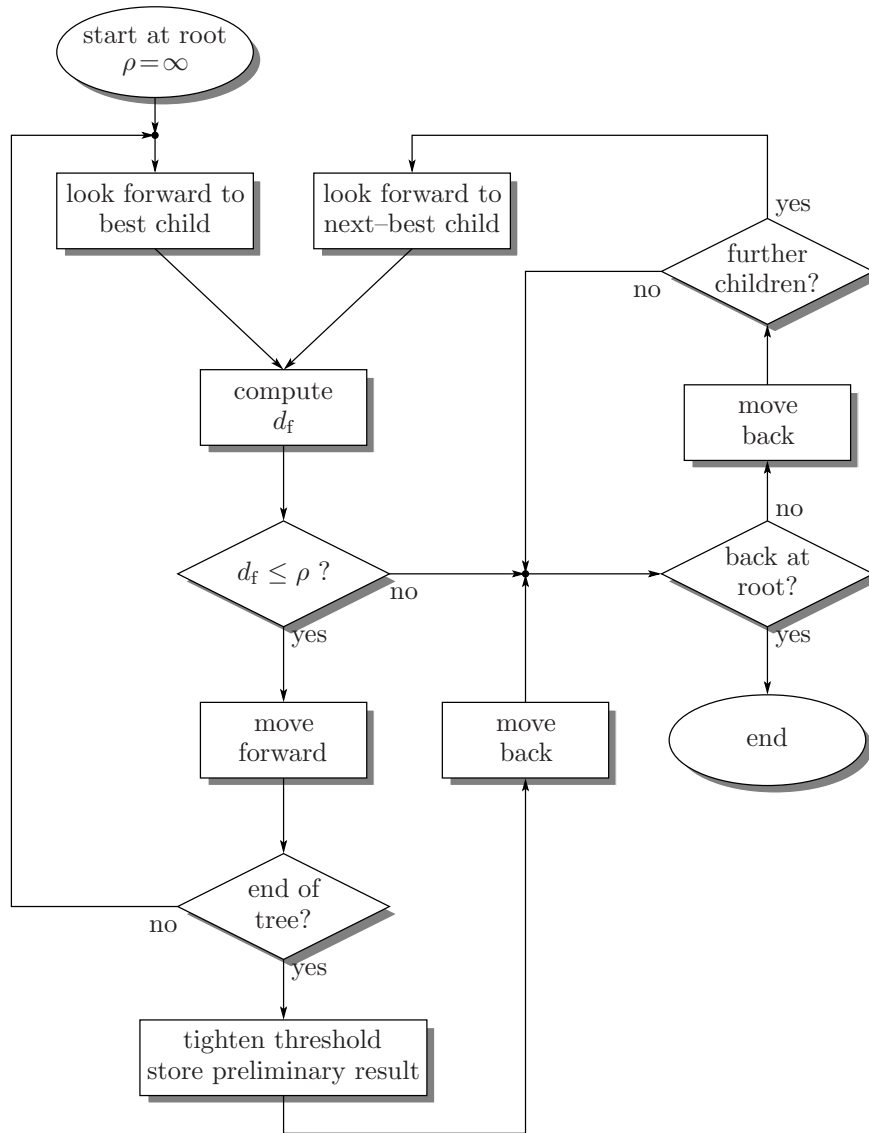 start at root
ρ=∞
look forward to
best child
look forward to
next–best child
yes
further
children?
no
compute
d_f
move
back
no
d_f ≤ ρ ?
no
back at
root?
yes
yes
move
forward
move
back
end
end of
tree?
no
yes
tighten threshold
store preliminary result